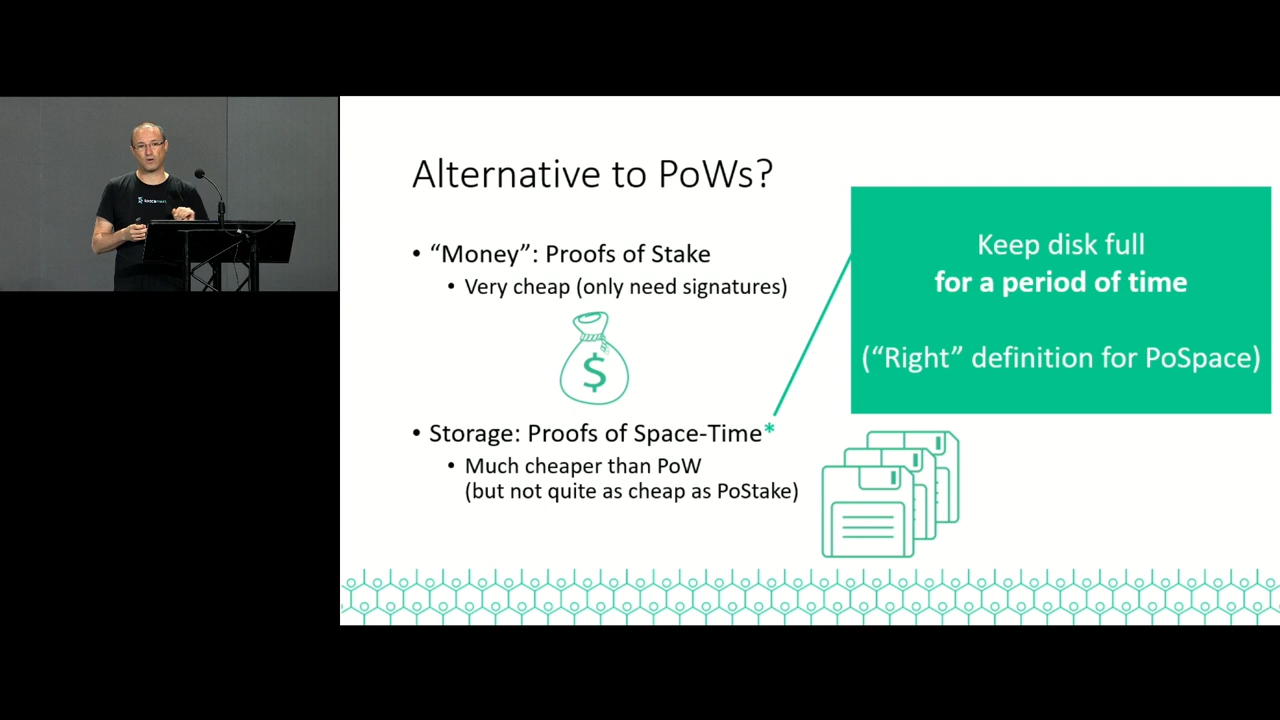 Alternative to PoWs?
• “Money”: Proofs of Stake
• Very cheap (only need signatures)
$
• Storage: Proofs of Space-Time*
• Much cheaper than PoW
(but not quite as cheap as PoStake)
Keep disk full
for a period of time
(“Right” definition for PoSpace)